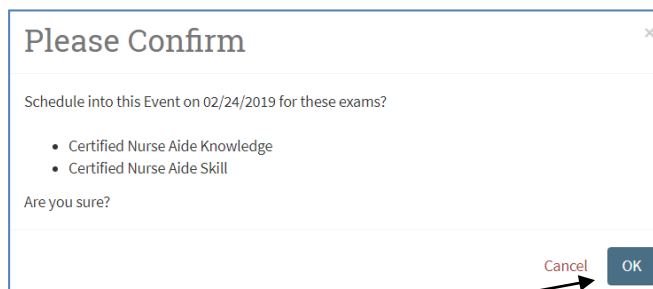 Please Confirm
×
Schedule into this Event on 02/24/2019 for these exams?
• Certified Nurse Aide Knowledge
• Certified Nurse Aide Skill
Are you sure?
Cancel OK